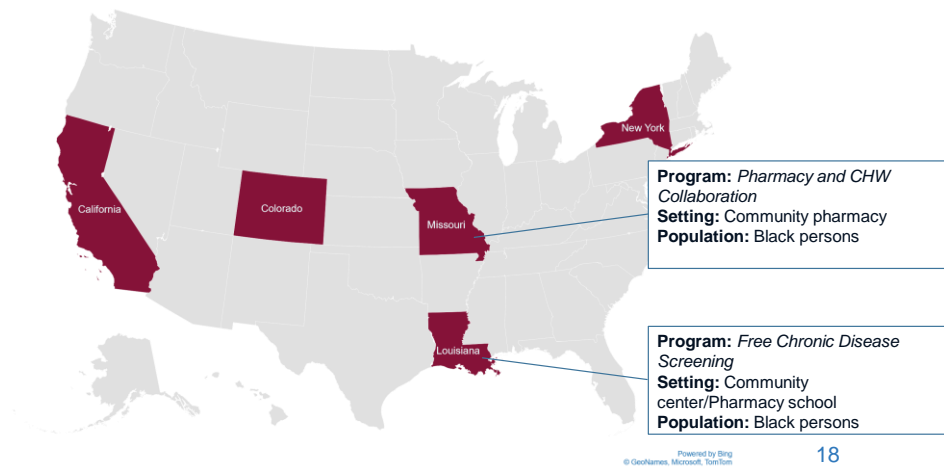 New York
Program: Pharmacy and CHW
Collaboration
Setting: Community pharmacy
Population: Black persons
California
Colorado
Missouri
Louisiana
Program: Free Chronic Disease
Screening
Setting: Community
center/Pharmacy school
Population: Black persons
Powered by Bing
© GeoNames, Microsoft, TomTom
18